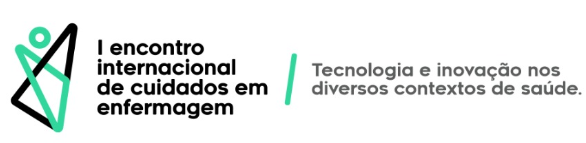 I encontro
internacional
de cuidados em
enfermagem
Tecnologia e inovação nos
diversos contextos de saúde.